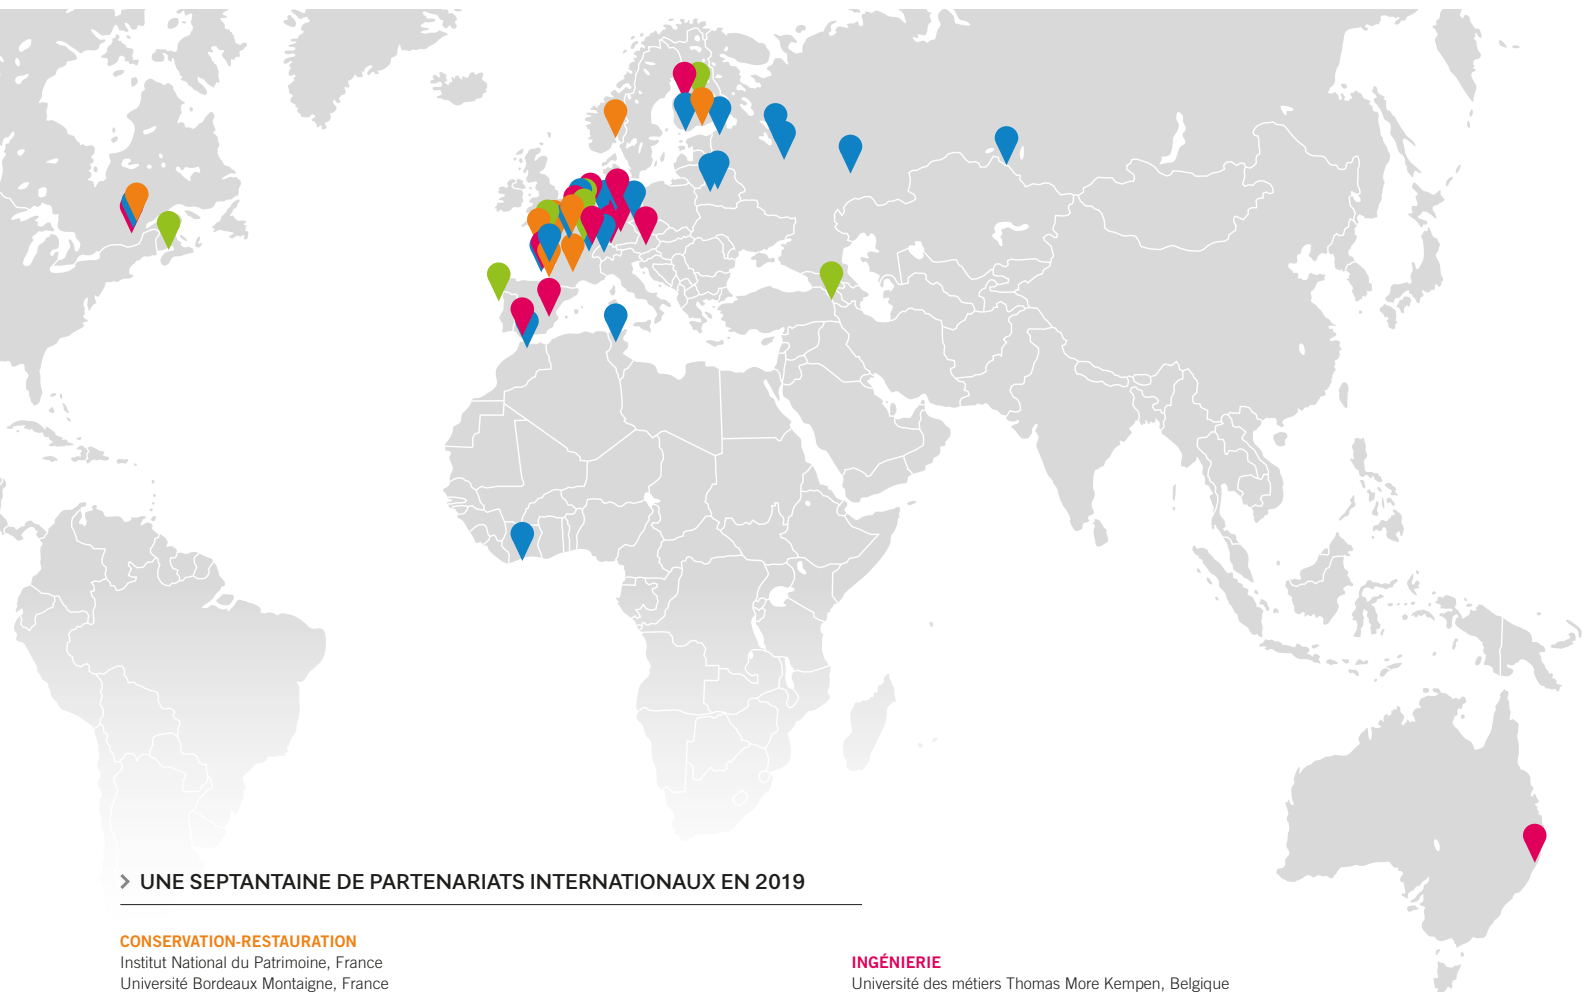 > UNE SEPTANTAINE DE PARTENARIATS INTERNATIONAUX EN 2019
CONSERVATION-RESTAURATION
Institut National du Patrimoine, France
Université Bordeaux Montaigne, France
INGÉNIERIE
Université des métiers Thomas More Kempen, Belgique